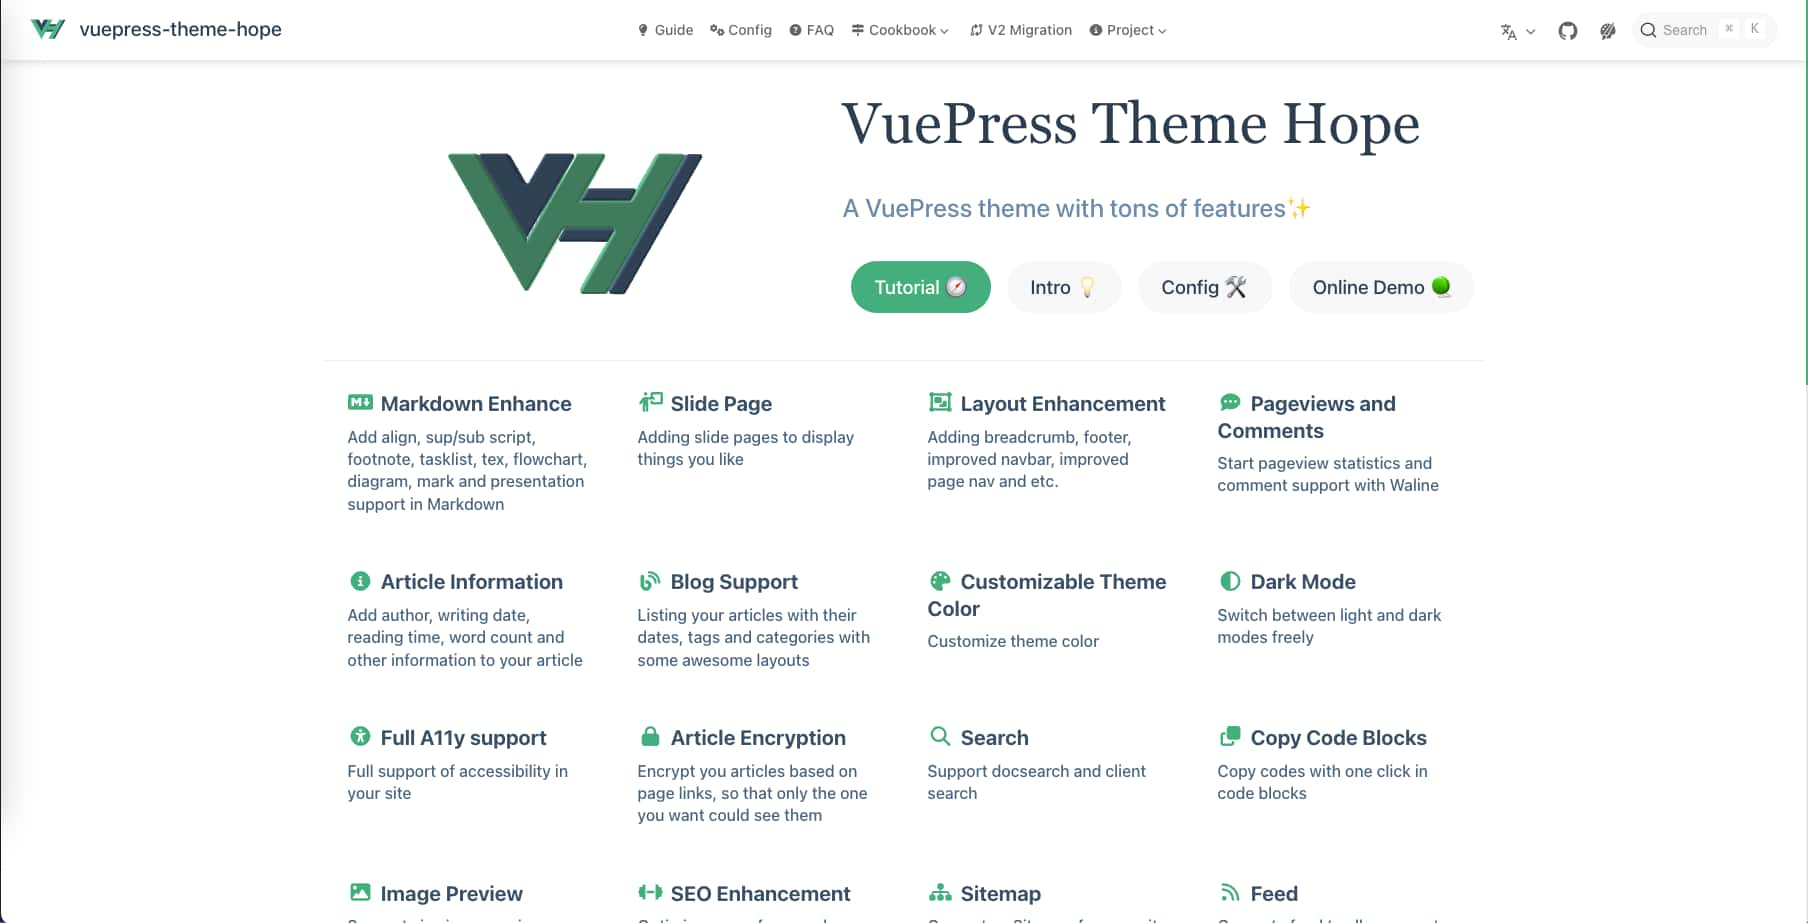 vuepress-theme-hope
Guide Config FAQ Cookbook V2 Migration Project
Search ⌘ K
VuePress Theme Hope
A VuePress theme with tons of features✨
Tutorial 🧭 Intro 💡 Config 🛠 Online Demo
Markdown Enhance
Add align, sup/sub script,
footnote, tasklist, tex, flowchart,
diagram, mark and presentation
support in Markdown
Slide Page
Adding slide pages to display
things you like
Layout Enhancement
Adding breadcrumb, footer,
improved navbar, improved
page nav and etc.
Pageviews and
Comments
Start pageview statistics and
comment support with Waline
Article Information
Add author, writing date,
reading time, word count and
other information to your article
Blog Support
Listing your articles with their
dates, tags and categories with
some awesome layouts
Customizable Theme
Color
Customize theme color
Dark Mode
Switch between light and dark
modes freely
Full A11y support
Full support of accessibility in
your site
Article Encryption
Encrypt you articles based on
page links, so that only the one
you want could see them
Search
Support docsearch and client
search
Copy Code Blocks
Copy codes with one click in
code blocks
Image Preview
SEO Enhancement
Sitemap
Feed